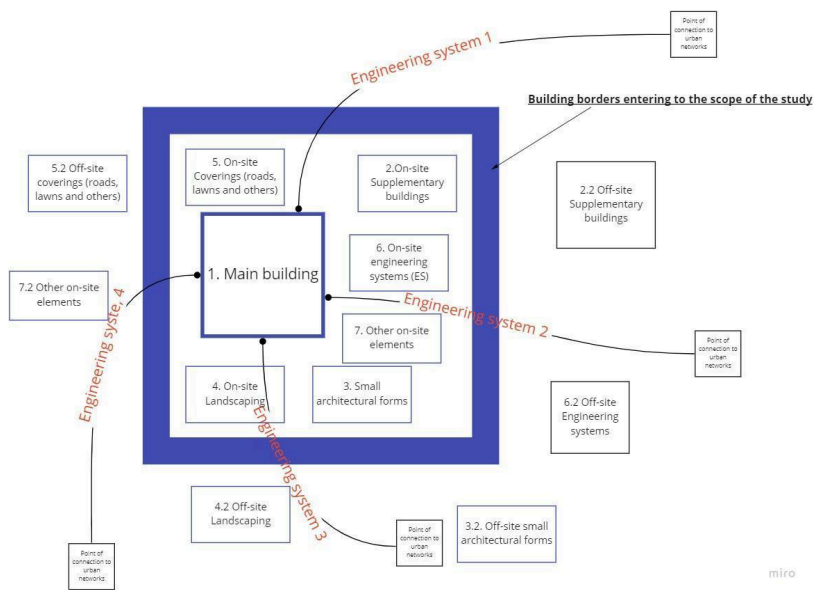 Engineering system 1
Point of
connection to
urban
networks
Building borders entering to the scope of the study
5.2 Off-site
coverings (roads,
lawns and others)
5. On-site
Coverings (roads,
lawns and others)
2.On-site
Supplementary
buildings
2.2 Off-site
Supplementary
buildings
1. Main building
6. On-site
engineering
systems (ES)
7.2 Other on-site
elements
Engineering syste, 4
Engineering system 2
7. Other on-site
elements
Point of
connection to
urban
networks
4. On-site
Landscaping
3. Small
architectural forms
6.2 Off-site
Engineering
systems
Engineering system 3
4.2 Off-site
Landscaping
Point of
connection to
urban
networks
3.2. Off-site small
architectural forms
Point of
connection to
urban
networks
miro